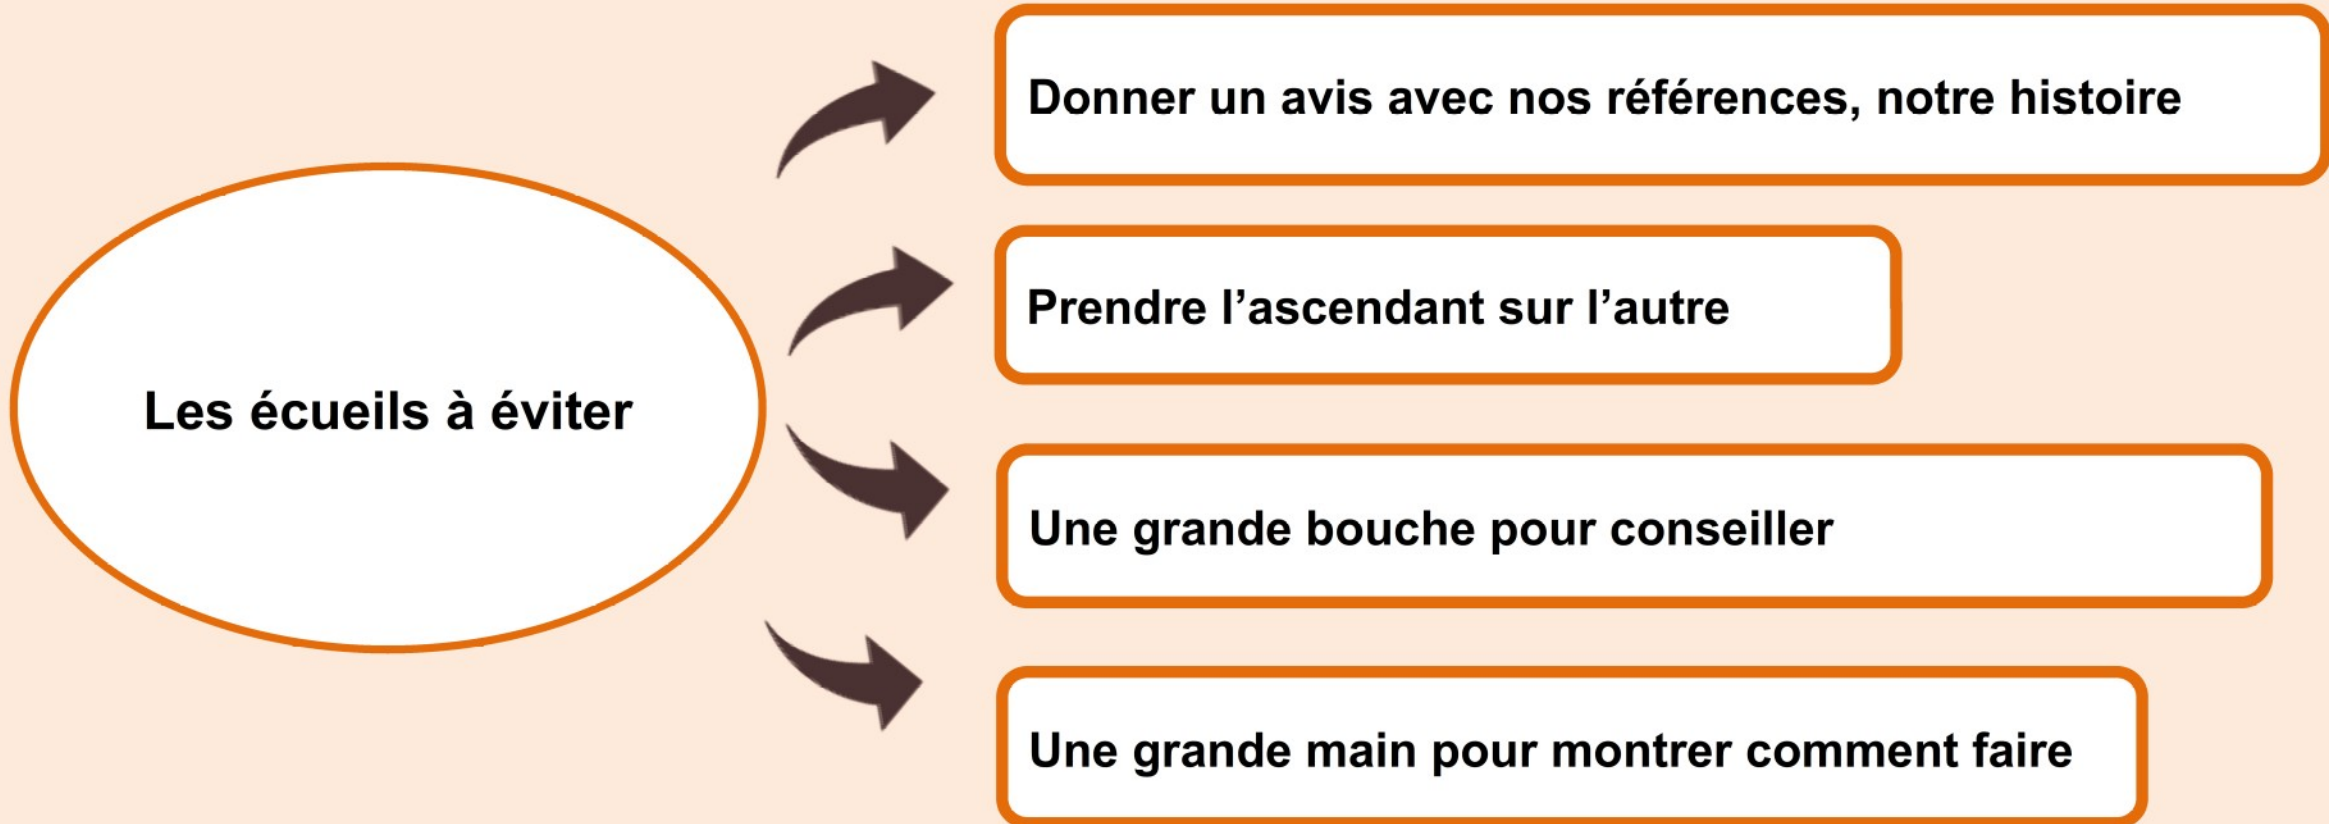 Les écueils à éviter
Donner un avis avec nos références, notre histoire
Prendre l’ascendant sur l’autre
Une grande bouche pour conseiller
Une grande main pour montrer comment faire